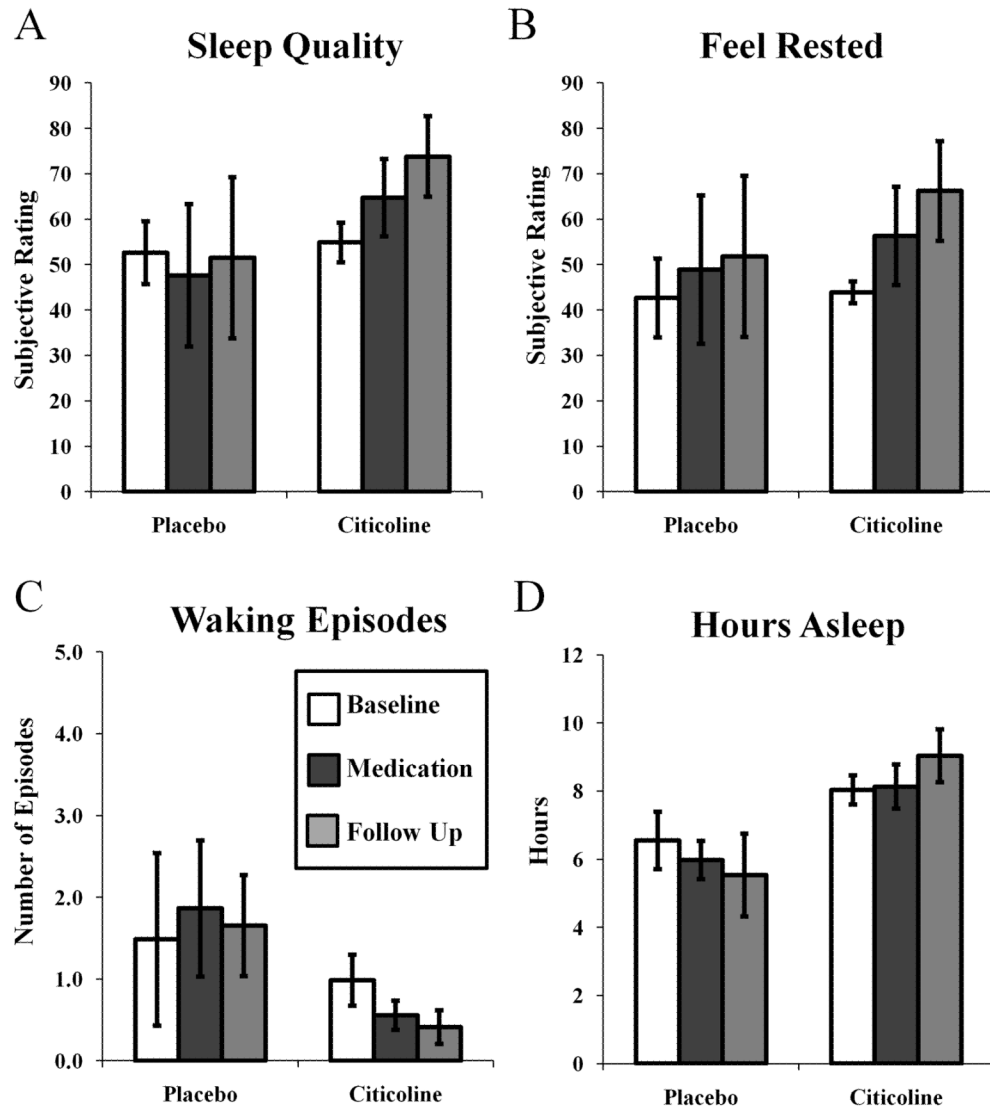 A
Sleep Quality
Subjective Rating
90
80
70
60
50
40
30
20
10
0
Placebo
Citicoline
B
Feel Rested
Subjective Rating
90
80
70
60
50
40
30
20
10
0
Placebo
Citicoline
C
Waking Episodes
Number of Episodes
5.0
4.0
3.0
2.0
1.0
0.0
Baseline
Medication
Follow Up
Placebo
Citicoline
D
Hours Asleep
Hours
12
10
8
6
4
2
0
Placebo
Citicoline